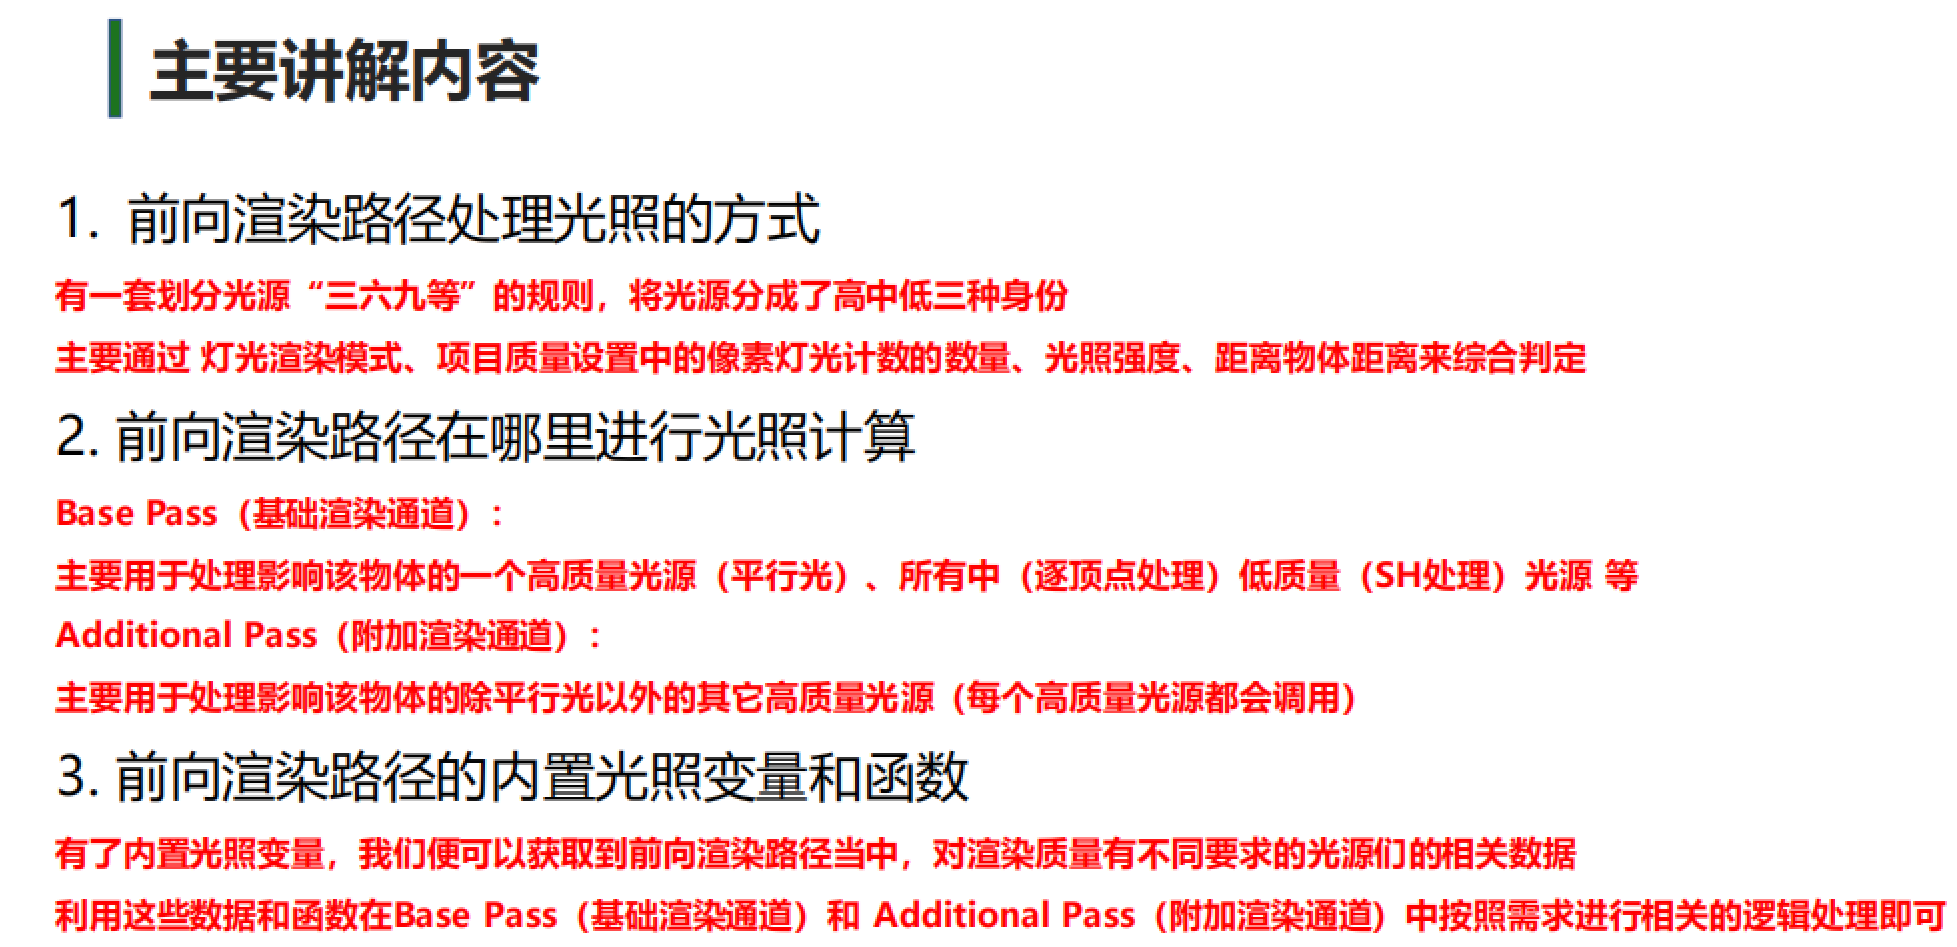 主要讲解内容
1. 前向渲染路径处理光照的方式
有一套划分光源“三六九等”的规则，将光源分成了高中低三种身份
主要通过 灯光渲染模式、项目质量设置中的像素灯光计数的数量、光照强度、距离物体距离来综合判定
2. 前向渲染路径在哪里进行光照计算
Base Pass（基础渲染通道）：
主要用于处理影响该物体的一个高质量光源（平行光）、所有中（逐顶点处理）低质量（SH处理）光源 等
Additional Pass（附加渲染通道）：
主要用于处理影响该物体的除平行光以外的其它高质量光源（每个高质量光源都会调用）
3. 前向渲染路径的内置光照变量和函数
有了内置光照变量，我们便可以获取到前向渲染路径当中，对渲染质量有不同要求的光源们的相关数据
利用这些数据和函数在Base Pass（基础渲染通道）和 Additional Pass（附加渲染通道）中按照需求进行相关的逻辑处理即可